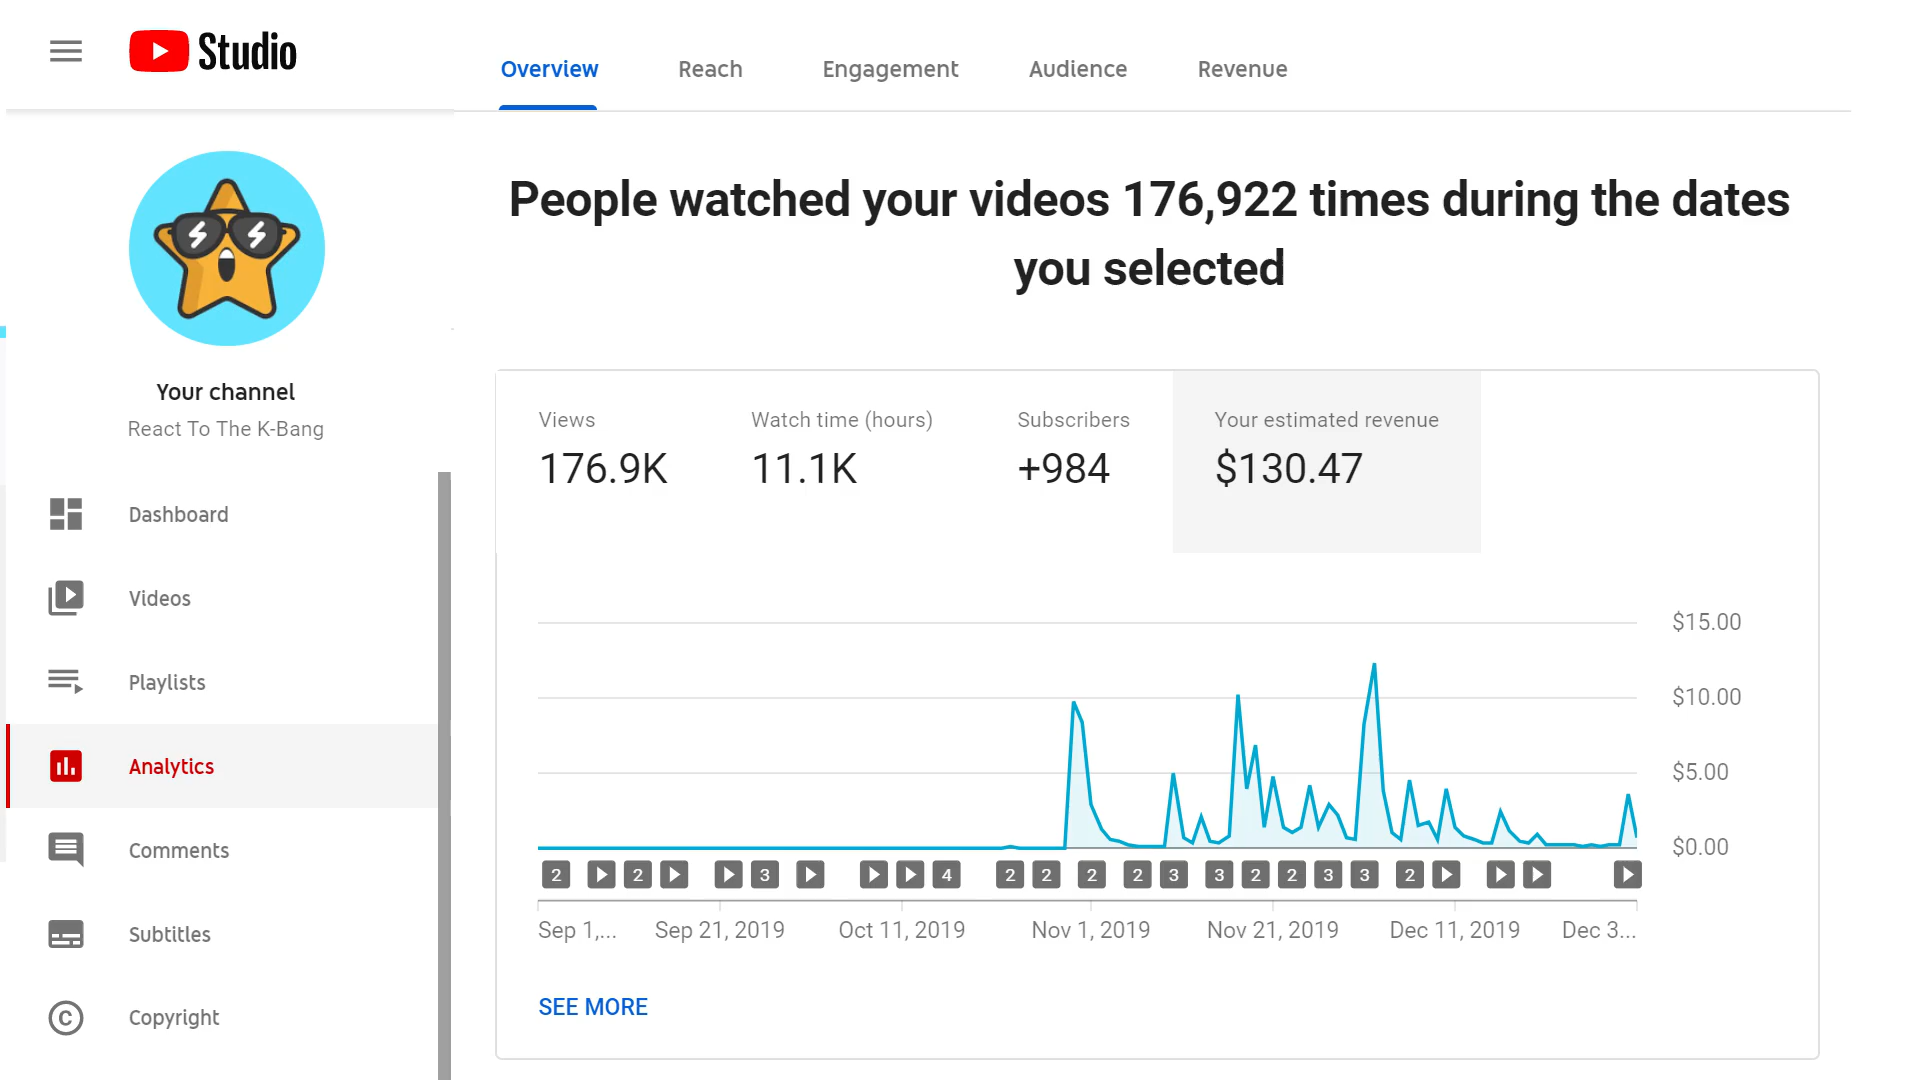 Studio
Overview Reach Engagement Audience Revenue
People watched your videos 176,922 times during the dates
you selected
Your channel
React To The K-Bang
Dashboard
Videos
Playlists
Analytics
Comments
Subtitles
Copyright
Views Watch time (hours) Subscribers Your estimated revenue
176.9K 11.1K +984 $130.47
$15.00
$10.00
$5.00
$0.00
2 2 3 4 2 2 2 2 3 3 2 2 3 3 2
Sep 1,... Sep 21, 2019 Oct 11, 2019 Nov 1, 2019 Nov 21, 2019 Dec 11, 2019 Dec 3...
SEE MORE